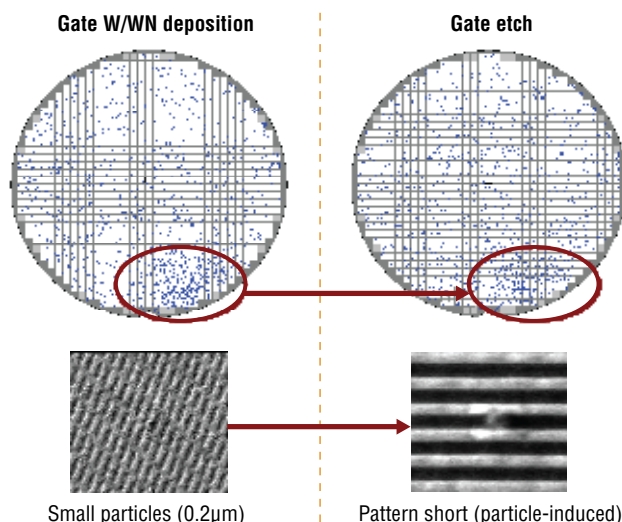 Gate W/WN deposition
Gate etch
Small particles (0.2µm)
Pattern short (particle-induced)